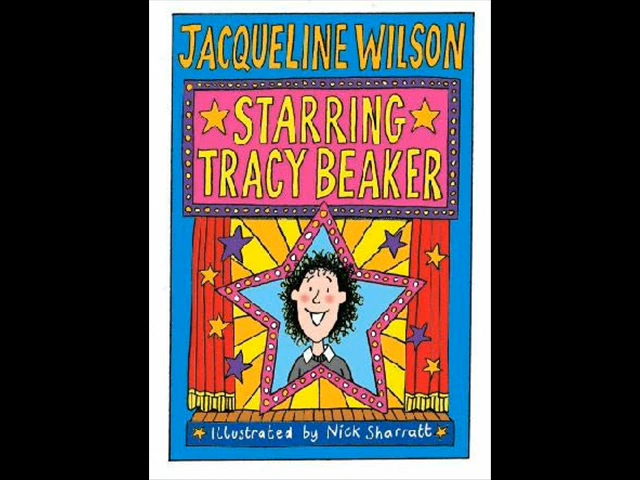 JACQUELINE WILSON
STARRING
TRACY BEAKER
Illustrated by Nick Sharratt